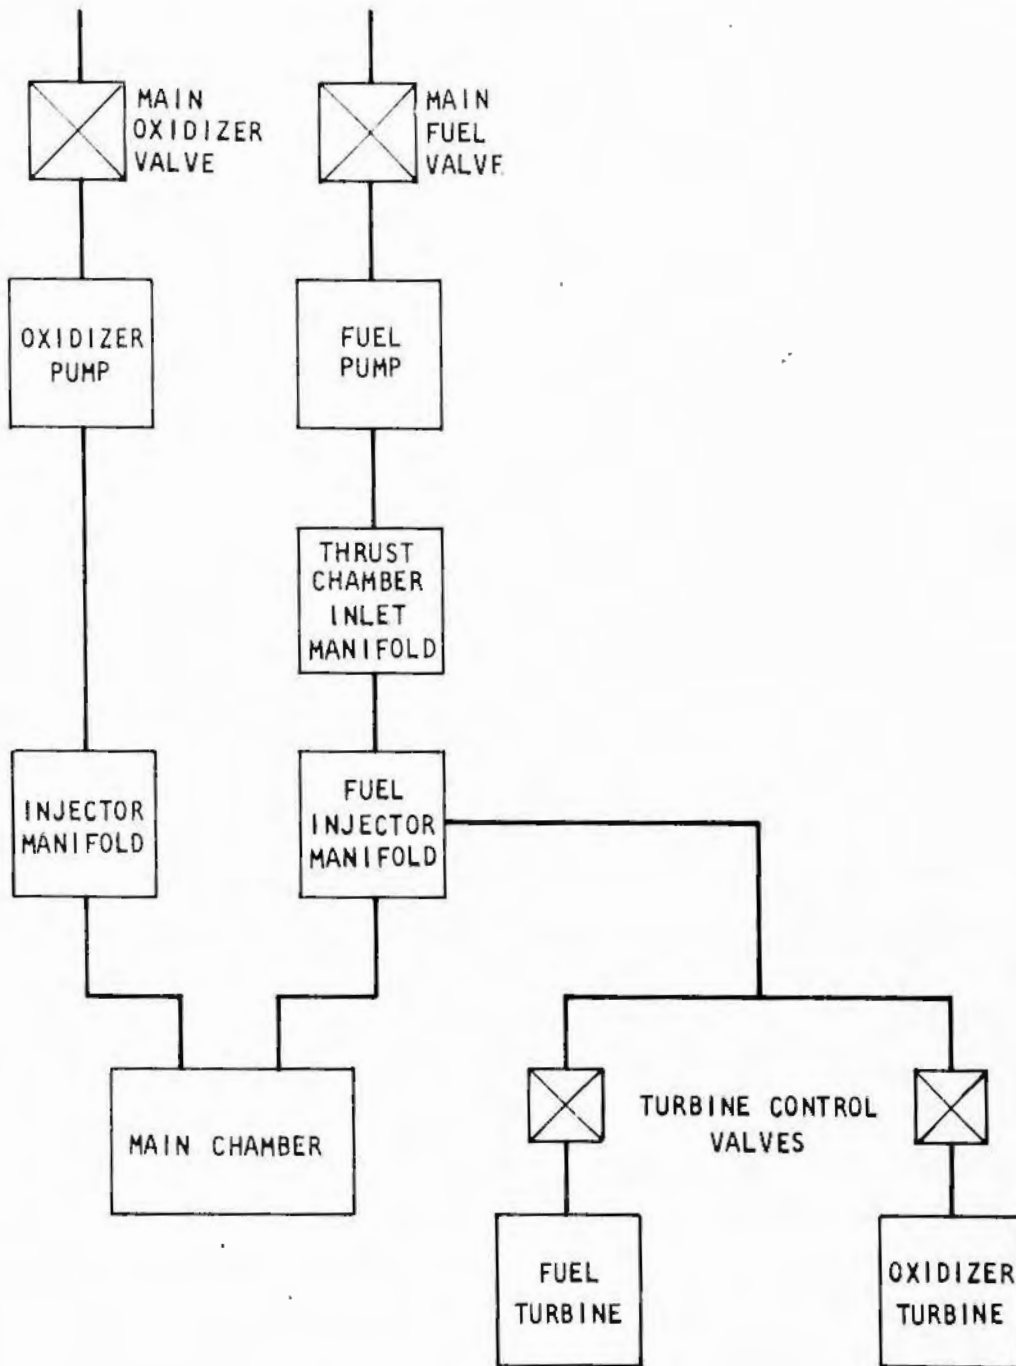 MAIN
OXIDIZER
VALVE
MAIN
FUEL
VALVE
OXIDIZER
PUMP
FUEL
PUMP
THRUST
CHAMBER
INLET
MANIFOLD
INJECTOR
MANIFOLD
FUEL
INJECTOR
MANIFOLD
MAIN CHAMBER
TURBINE CONTROL
VALVES
FUEL
TURBINE
OXIDIZER
TURBINE